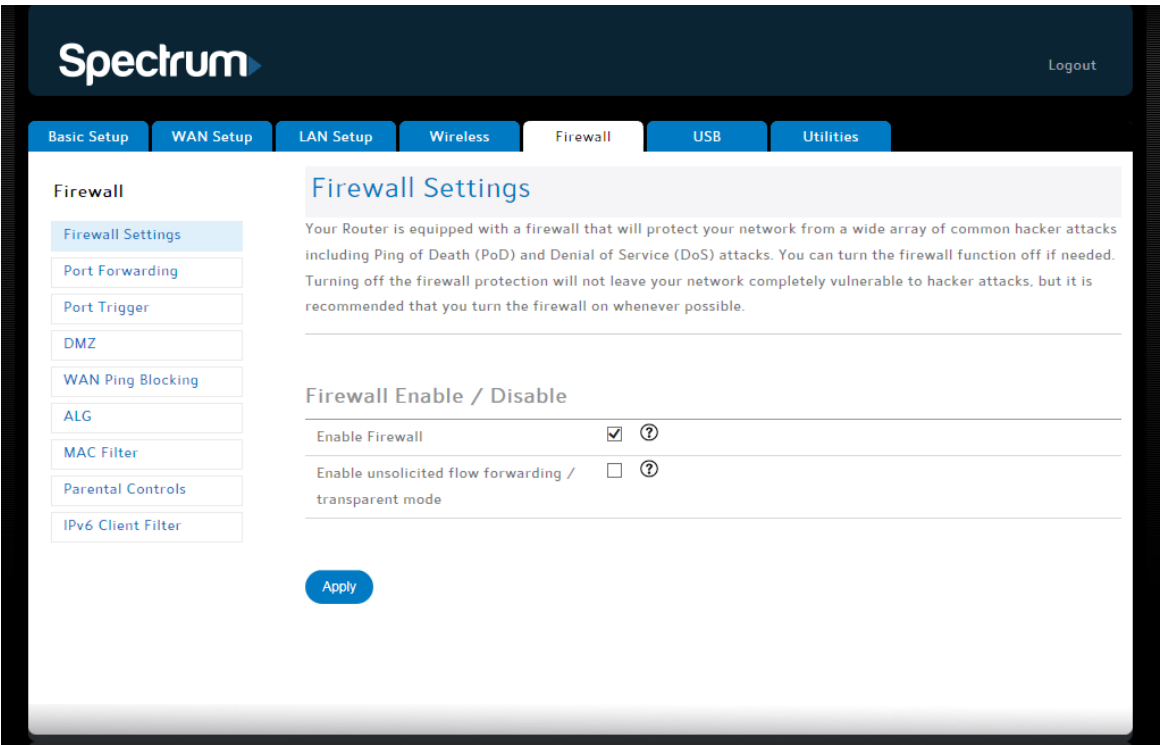 Spectrum
Logout
Basic Setup
WAN Setup
LAN Setup
Wireless
Firewall
USB
Utilities
Firewall
Firewall Settings
Port Forwarding
Port Trigger
DMZ
WAN Ping Blocking
ALG
MAC Filter
Parental Controls
IPv6 Client Filter
Firewall Settings
Your Router is equipped with a firewall that will protect your network from a wide array of common hacker attacks
including Ping of Death (PoD) and Denial of Service (DoS) attacks. You can turn the firewall function off if needed.
Turning off the firewall protection will not leave your network completely vulnerable to hacker attacks, but it is
recommended that you turn the firewall on whenever possible.
Firewall Enable / Disable
Enable Firewall
?
Enable unsolicited flow forwarding /
transparent mode
?
Apply